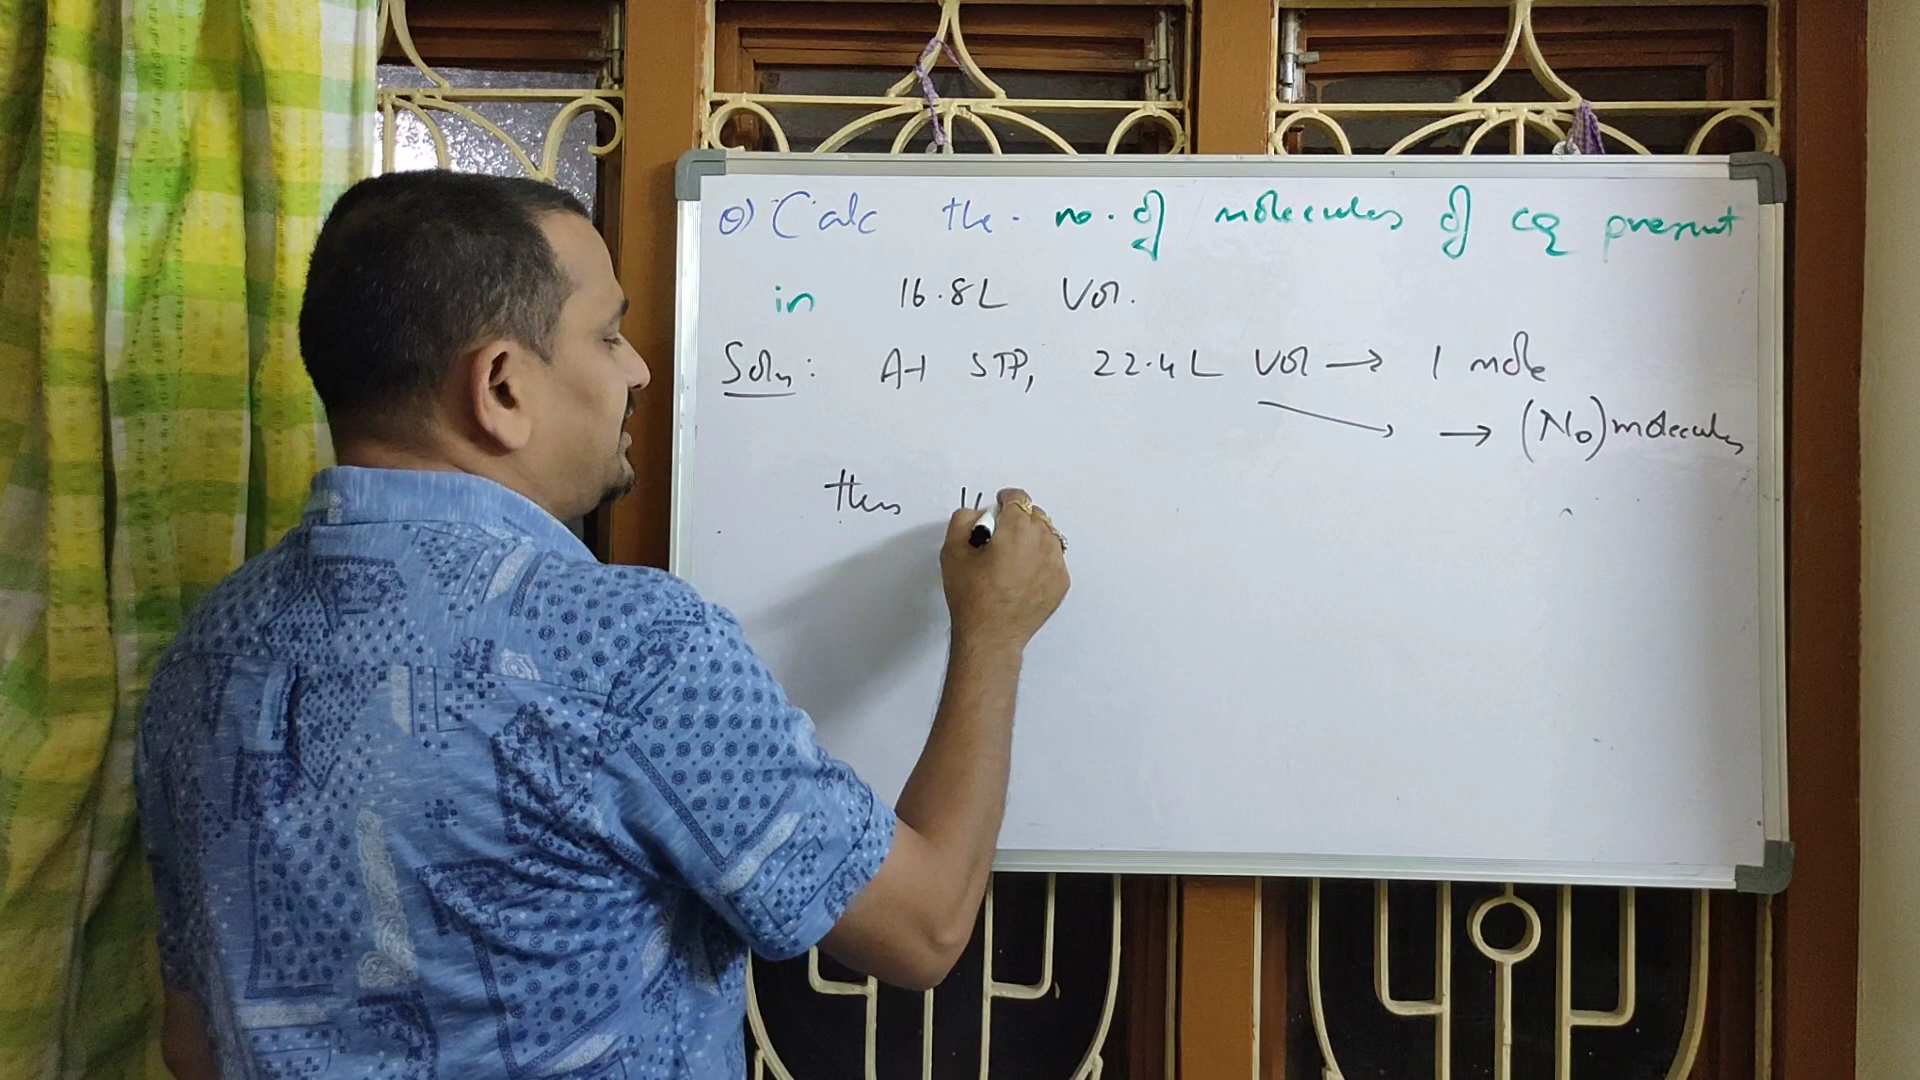 Q) Calc the no. of molecules of CO2 present
in 16.8L Vol.
Soln: At STP, 22.4L Vol → 1 mole
→ (No) molecules
thus